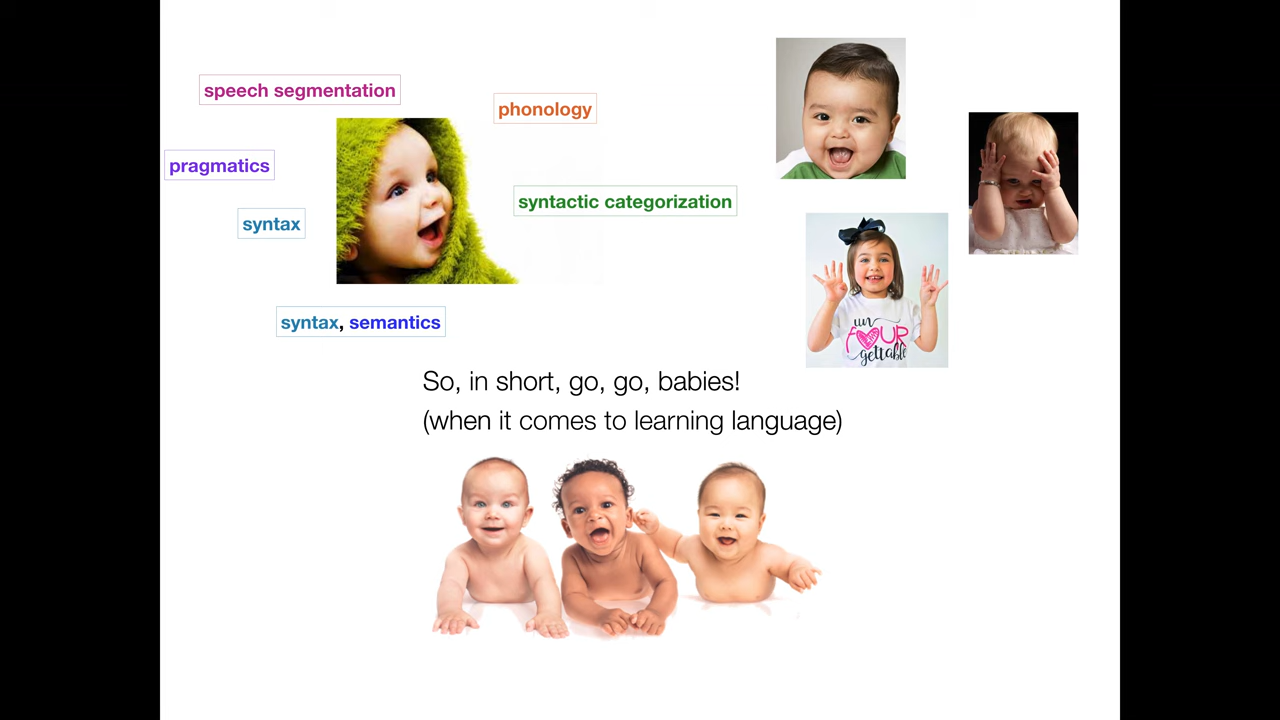 speech segmentation
phonology
pragmatics
syntactic categorization
syntax
syntax, semantics
un
FOUR
gettable
So, in short, go, go, babies!
(when it comes to learning language)